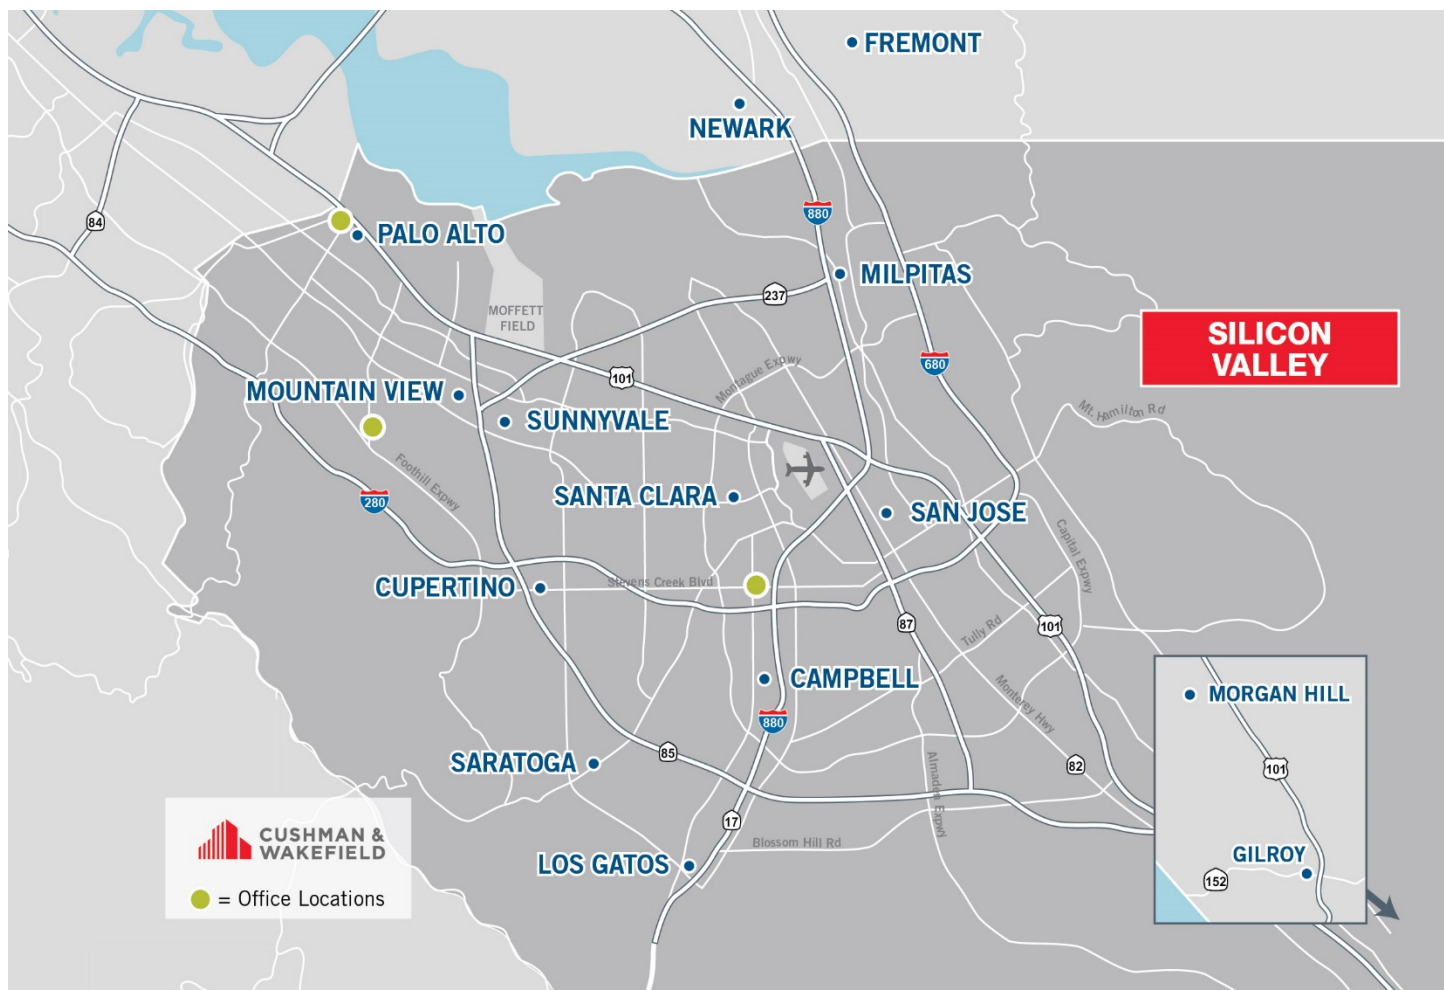 FREMONT
NEWARK
84
880
PALO ALTO
MILPITAS
237
MOFFETT
FIELD
SILICON
VALLEY
680
Montague Expwy
101
MOUNTAIN VIEW
SUNNYVALE
Mt. Hamilton Rd
Foothill Expwy
280
SANTA CLARA
SAN JOSE
Capital Expwy
CUPERTINO
Stevens Creek Blvd
87
101
Tully Rd
CAMPBELL
Monterey Hwy
880
MORGAN HILL
SARATOGA
85
82
101
Almaden Expwy
17
CUSHMAN &
WAKEFIELD
Blossom Hill Rd
LOS GATOS
GILROY
152
= Office Locations